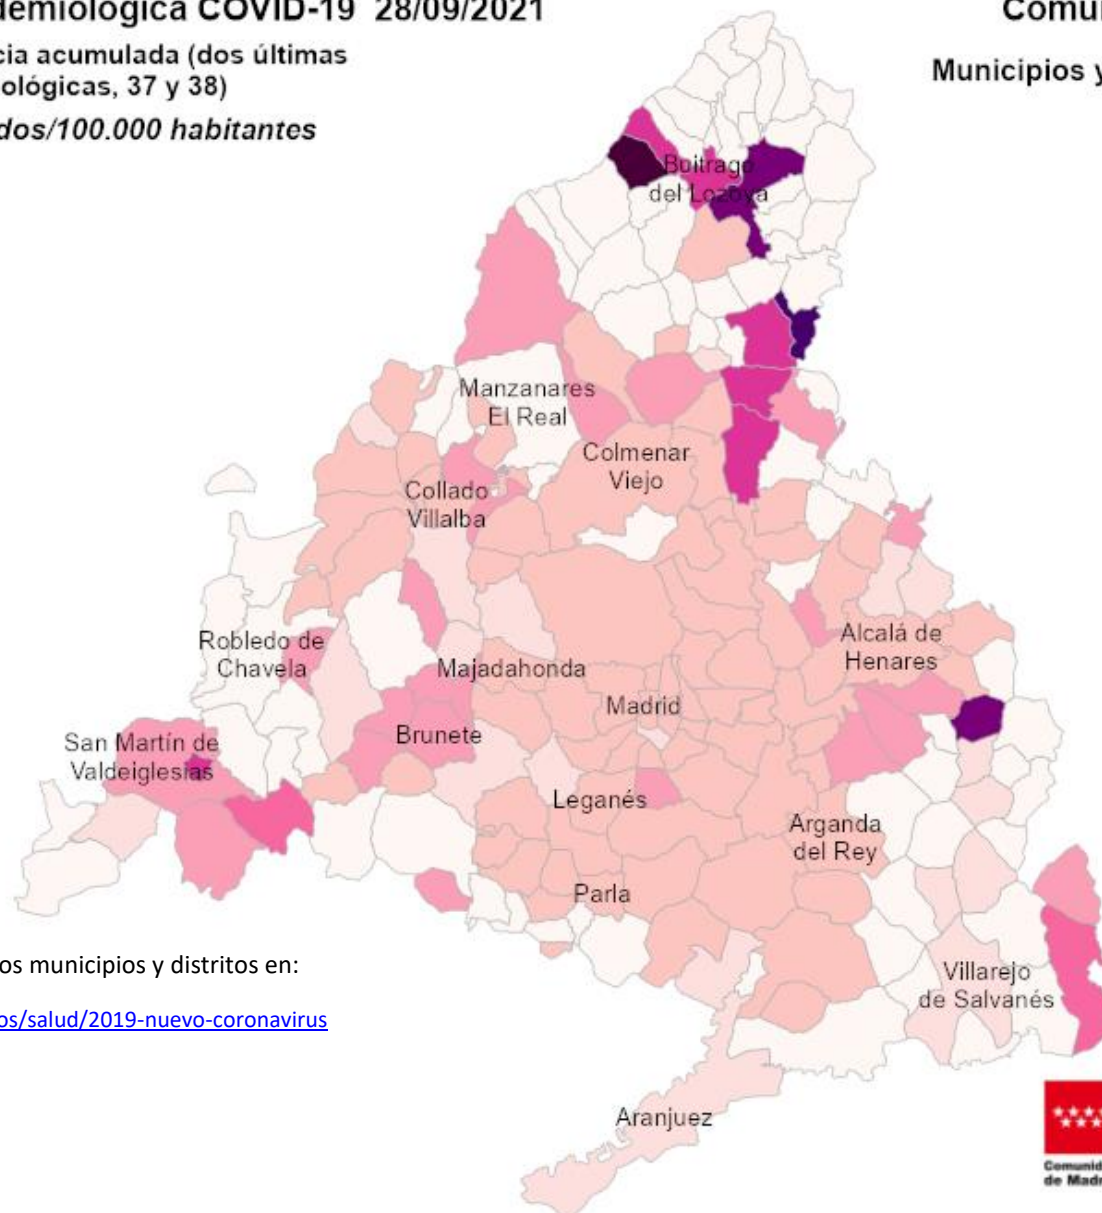 demiológica COVID-19 28/09/2021
cia acumulada (dos últimas
ológicas, 37 y 38)
dos/100.000 habitantes
Comu
Municipios y
Buitrago
del Lozoya
Manzanares
El Real
Colmenar
Viejo
Collado
Villalba
Robledo de
Chavela
Majadahonda
Alcalá de
Henares
Madrid
Brunete
San Martín de
Valdeiglesias
Leganés
Arganda
del Rey
Parla
Villarejo
de Salvanés
os municipios y distritos en:
os/salud/2019-nuevo-coronavirus
Aranjuez
Comunid
de Madr